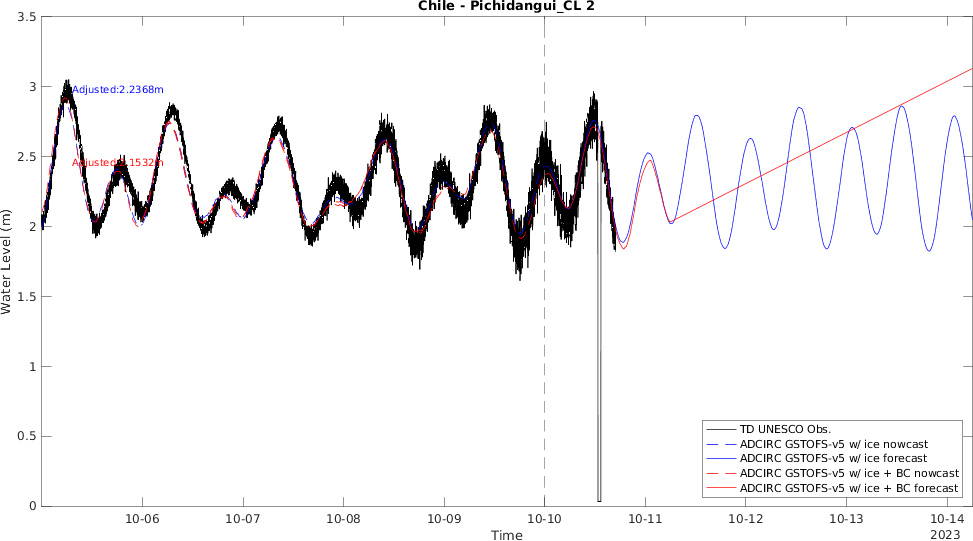 Chile - Pichidangui_CL 2
3.5
3
2.5
2
1.5
1
0.5
0
Water Level (m)
Adjusted:2.2368m
Adjusted:
1532m
10-06
10-07
10-08
10-09
10-10
10-11
10-12
10-13
10-14
2023
Time
TD UNESCO Obs.
ADCIRC GSTOFS-v5 w/ ice nowcast
ADCIRC GSTOFS-v5 w/ ice forecast
ADCIRC GSTOFS-v5 w/ ice + BC nowcast
ADCIRC GSTOFS-v5 w/ ice + BC forecast